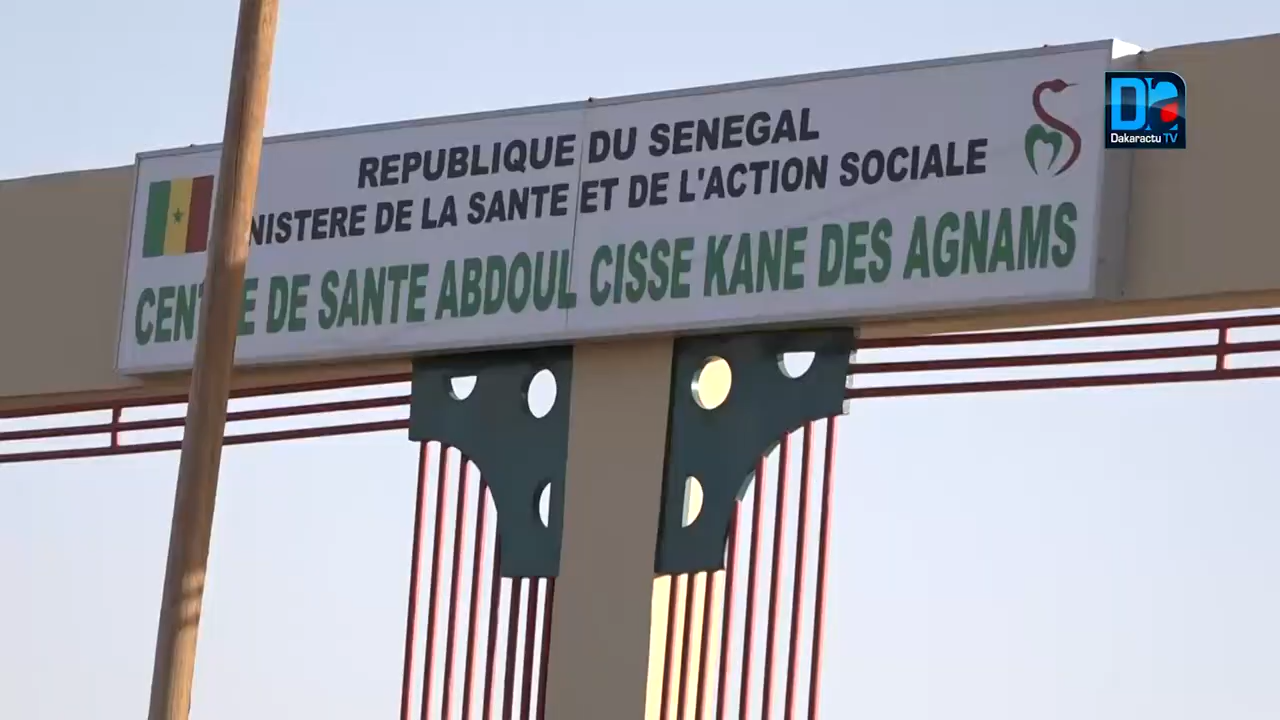 REPUBLIQUE DU SENEGAL
NISTERE DE LA SANTE ET DE L'ACTION SOCIALE
CENTRE DE SANTE ABDOUL CISSE KANE DES AGNAMS
Dakaractu TV